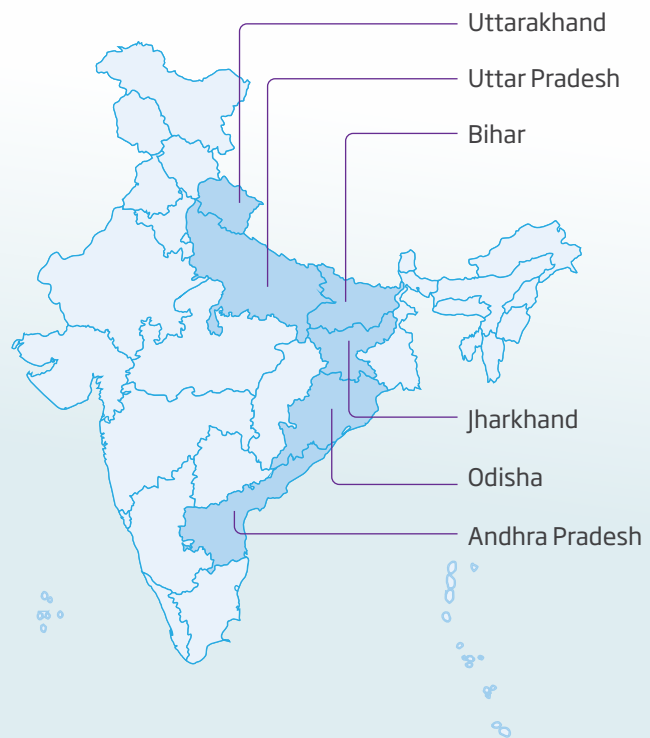 Uttarakhand
Uttar Pradesh
Bihar
Jharkhand
Odisha
Andhra Pradesh